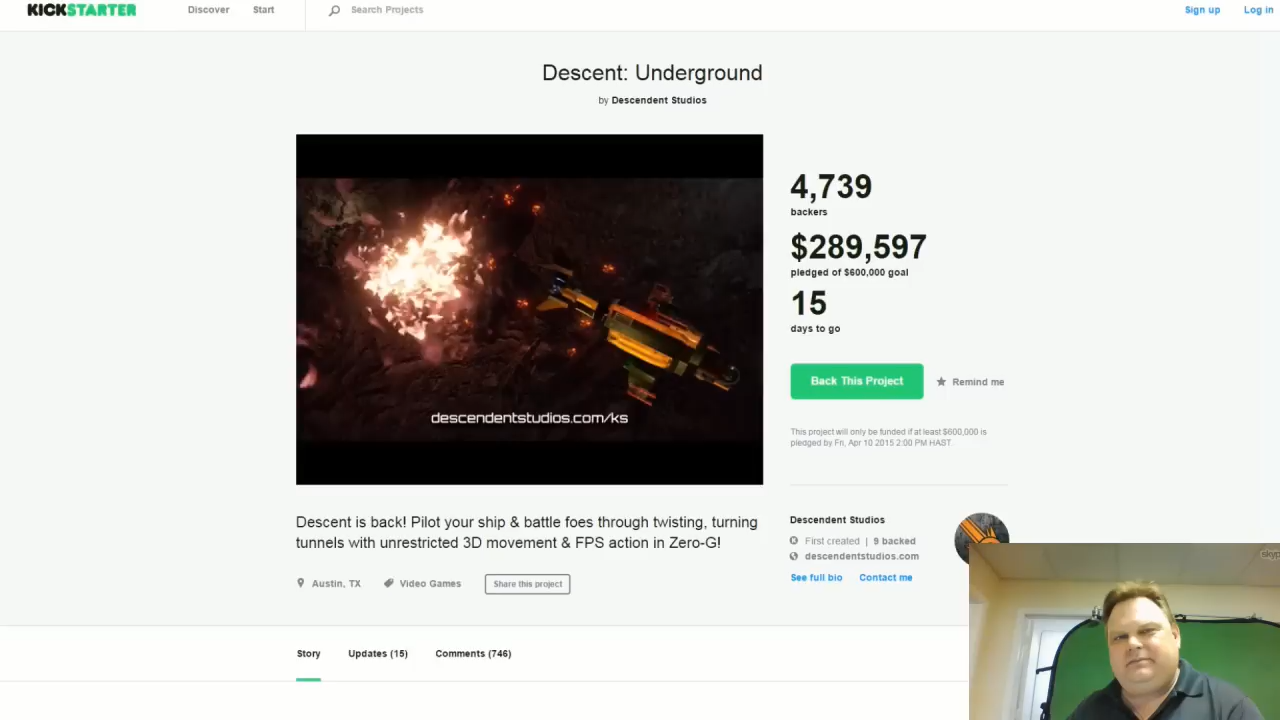 KICKSTARTER
Discover
Start
Search Projects
Sign up
Log in
Descent: Underground
by Descendent Studios
descendentstudios.com/ks
4,739
backers
$289,597
pledged of $600,000 goal
15
days to go
Back This Project
Remind me
This project will only be funded if at least $600,000 is
pledged by Fri, Apr 10 2015 2:00 PM HAST.
Descent is back! Pilot your ship & battle foes through twisting, turning
tunnels with unrestricted 3D movement & FPS action in Zero-G!
Austin, TX
Video Games
Share this project
Descendent Studios
First created | 9 backed
descendentstudios.com
See full bio
Contact me
Story
Updates (15)
Comments (746)